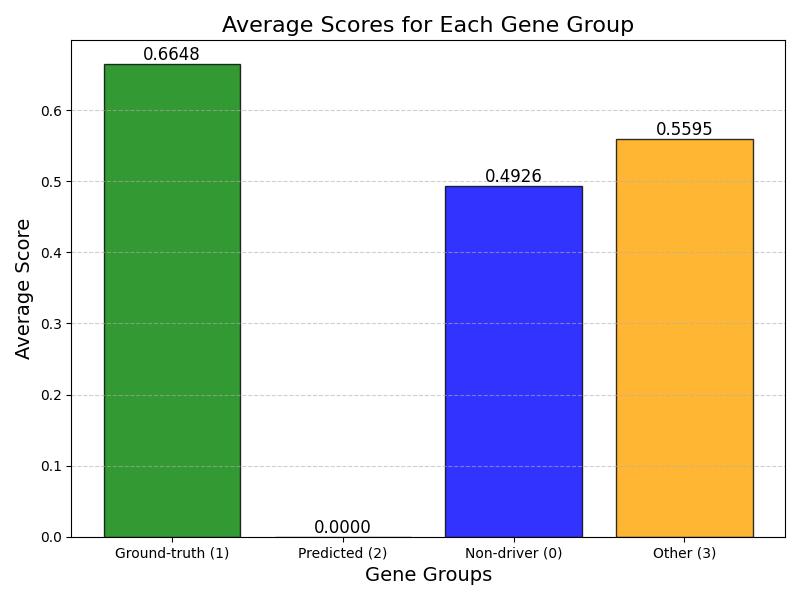 Average Scores for Each Gene Group
0.6648
0.5595
0.4926
0.0000
0.6
0.5
0.4
0.3
0.2
0.1
0.0
Average Score
Ground-truth (1)
Predicted (2)
Non-driver (0)
Other (3)
Gene Groups